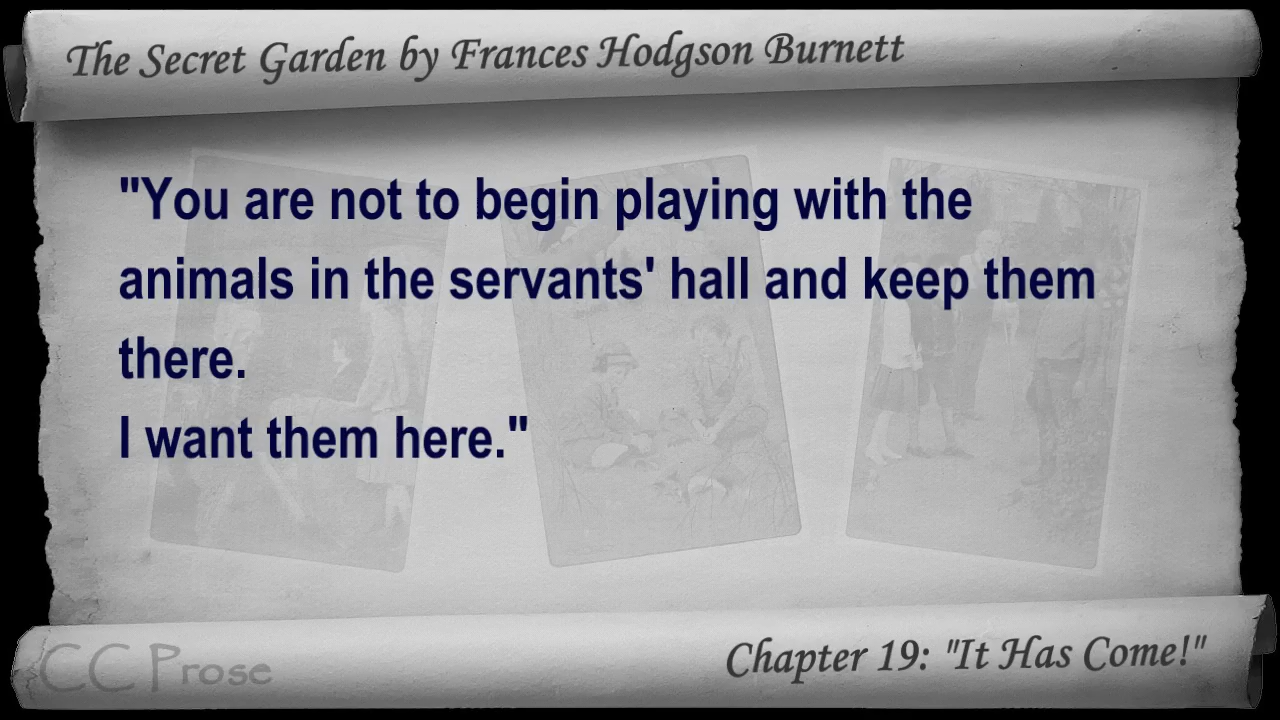 The Secret Garden by Frances Hodgson Burnett
"You are not to begin playing with the
animals in the servants' hall and keep them
there.
I want them here."
CC Prose
Chapter 19: "It Has Come!"